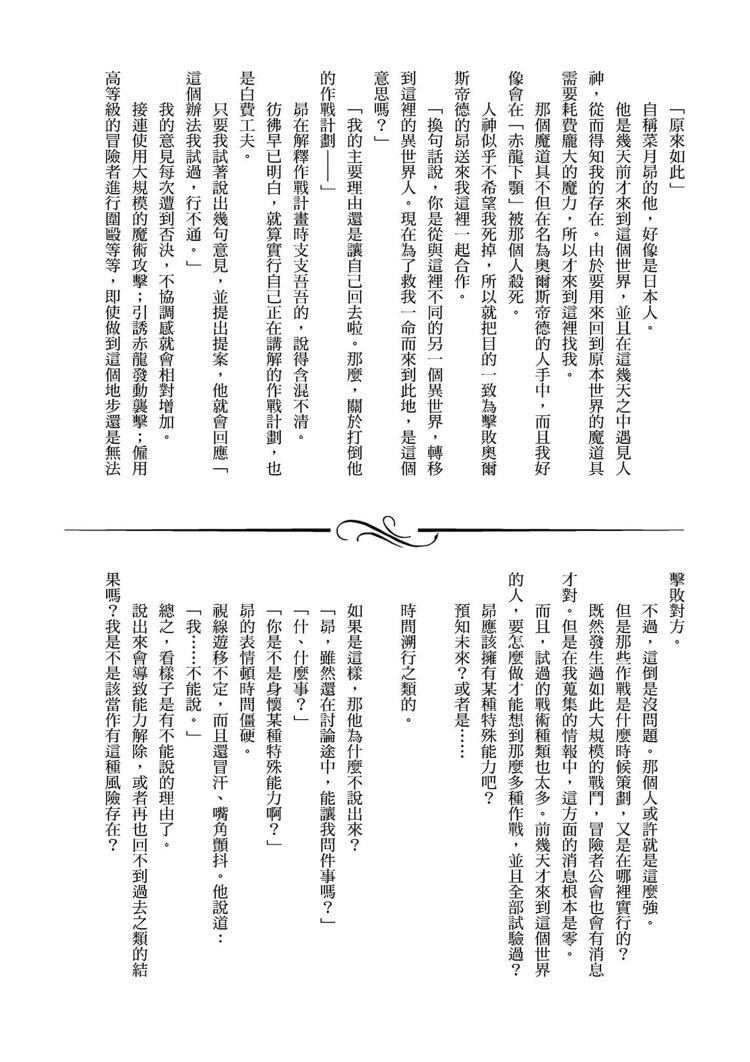 「原來如此」
自稱菜月昴的他，好像是日本人。
他是幾天前才來到這個世界，並且在這幾天之中遇見人
神，從而得知我的存在。由於要用來回到原本世界的魔道具
需要耗費龐大的魔力，所以才來到這裡找我。
那個魔道具不但在名為奧爾斯帝德的人手中，而且我好
像會在「赤龍下顎」被那個人殺死。
人神似乎不希望我死掉，所以就把目的一致為擊敗奧爾
斯帝德的昴送來我這裡一起合作。
「換句話說，你是從與這裡不同的另一個異世界，轉移
到這裡的異世界人。現在為了救我一命而來到此地，是這個
意思嗎？」
「我的主要理由還是讓自己回去啦。那麼，關於打倒他
的作戰計劃——」
昴在解釋作戰計畫時支支吾吾的，說得含混不清。
彷彿早已明白，就算實行自己正在講解的作戰計劃，也
是白費工夫。
只要我試著說出幾句意見，並提出提案，他就會回應「
這個辦法我試過，行不通。」
我的意見每次遭到否決，不協調感就會相對增加。
接連使用大規模的魔術攻擊；引誘赤龍發動襲擊；僱用
高等級的冒險者進行圍毆等等，即使做到這個地步還是無法
擊敗對方。
不過，這倒是沒問題。那個人或許就是這麼強。
但是那些作戰是什麼時候策劃，又是在哪裡實行的？
既然發生過如此大規模的戰鬥，冒險者公會也會有消息
才對。但是在我蒐集的情報中，這方面的消息根本是零。
而且，試過的戰術種類也太多。前幾天才來到這個世界
的人，要怎麼做才能想到那麼多種作戰，並且全部試驗過？
昴應該擁有某種特殊能力吧？
預知未來？或者是……
時間溯行之類的。
如果是這樣，那他為什麼不說出來？
「昴，雖然還在討論途中，能讓我問件事嗎？」
「什、什麼事？」
「你是不是身懷某種特殊能力啊？」
昴的表情頓時間僵硬。
視線遊移不定，而且還冒汗、嘴角顫抖。他說道：
「我……不能說。」
總之，看樣子是有不能說的理由了。
說出來會導致能力解除，或者再也回不到過去之類的結
果嗎？我是不是該當作有這種風險存在？